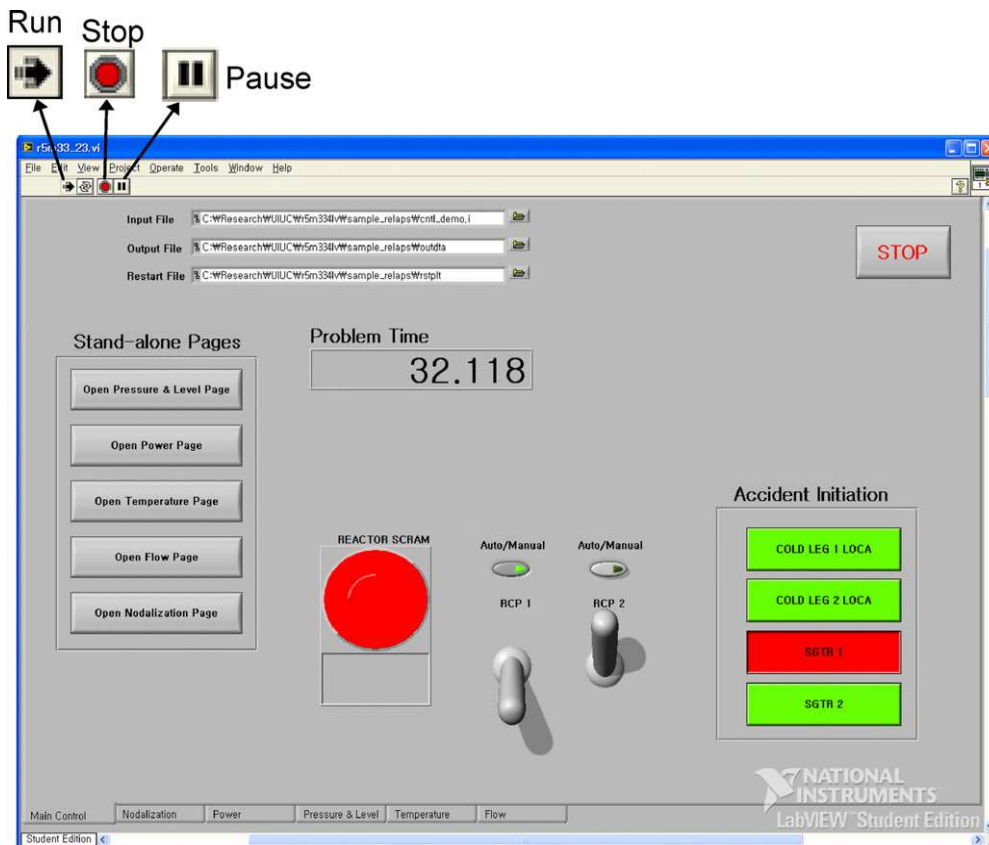 Run
Stop
Pause
r5m33_23.vi
File Edit View Project Operate Tools Window Help
Input File C:₩Research₩UIUC₩r5m334lv₩sample_relaps₩cntl_demo.i
Output File C:₩Research₩UIUC₩r5m334lv₩sample_relaps₩outdta
Restart File C:₩Research₩UIUC₩r5m334lv₩sample_relaps₩rstplt
STOP
Stand-alone Pages
Open Pressure & Level Page
Open Power Page
Open Temperature Page
Open Flow Page
Open Nodalization Page
Problem Time
32.118
REACTOR SCRAM
Auto/Manual Auto/Manual
RCP 1 RCP 2
Accident Initiation
COLD LEG 1 LOCA
COLD LEG 2 LOCA
SGTR 1
SGTR 2
NATIONAL
INSTRUMENTS
LabVIEW Student Edition
Main Control Nodalization Power Pressure & Level Temperature Flow
Student Edition